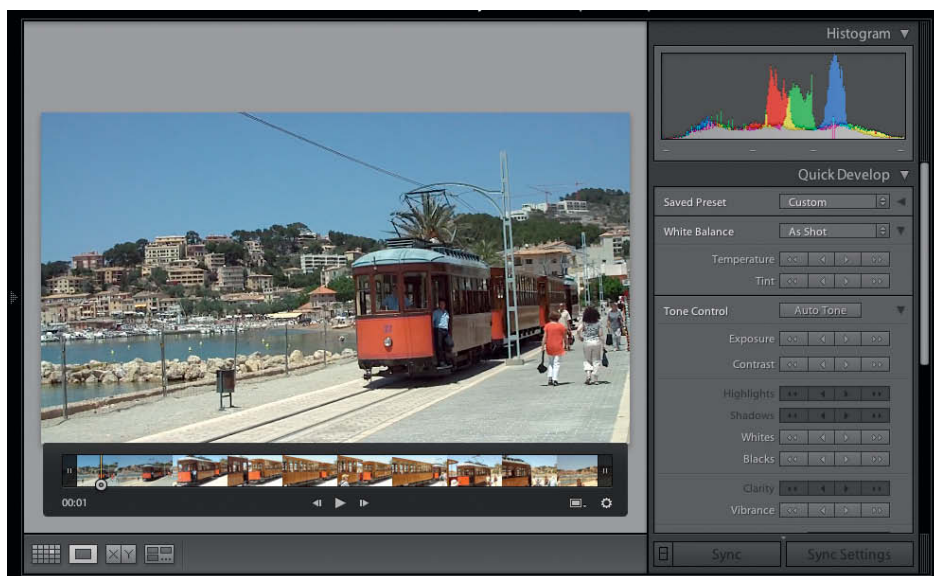 Histogram
Quick Develop
Saved Preset Custom
White Balance As Shot
Temperature
Tint
Tone Control Auto Tone
Exposure
Contrast
Highlights
Shadows
Whites
Blacks
Clarity
Vibrance
00:01
X Y
Sync Sync Settings